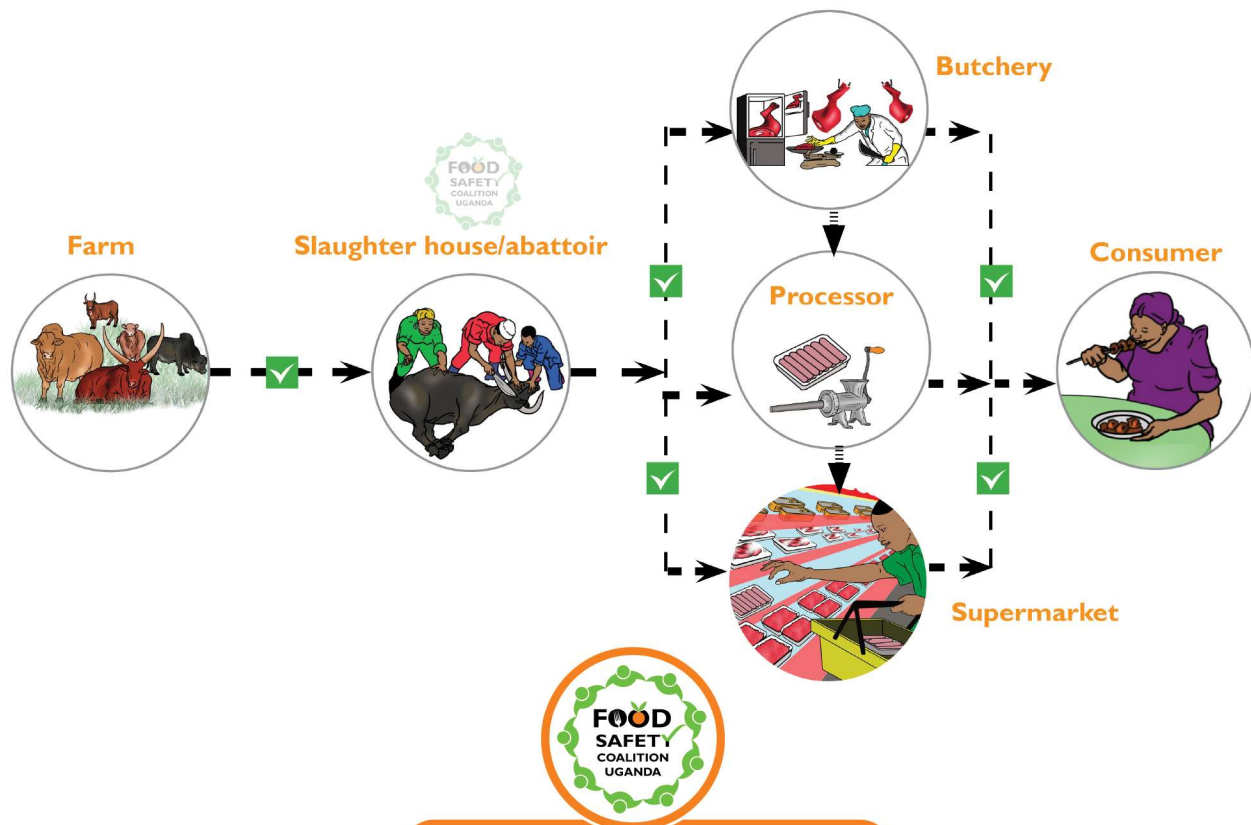 Butchery
FOOD
SAFETY
COALITION
UGANDA
Farm
Slaughter house/abattoir
Processor
Consumer
Supermarket
FOOD
SAFETY
COALITION
UGANDA